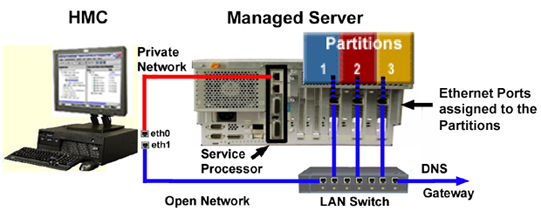 HMC
Managed Server
Private
Network
Partitions
1 2 3
Ethernet Ports
assigned to the
Partitions
eth0
eth1
Service
Processor
DNS
Gateway
Open Network
LAN Switch